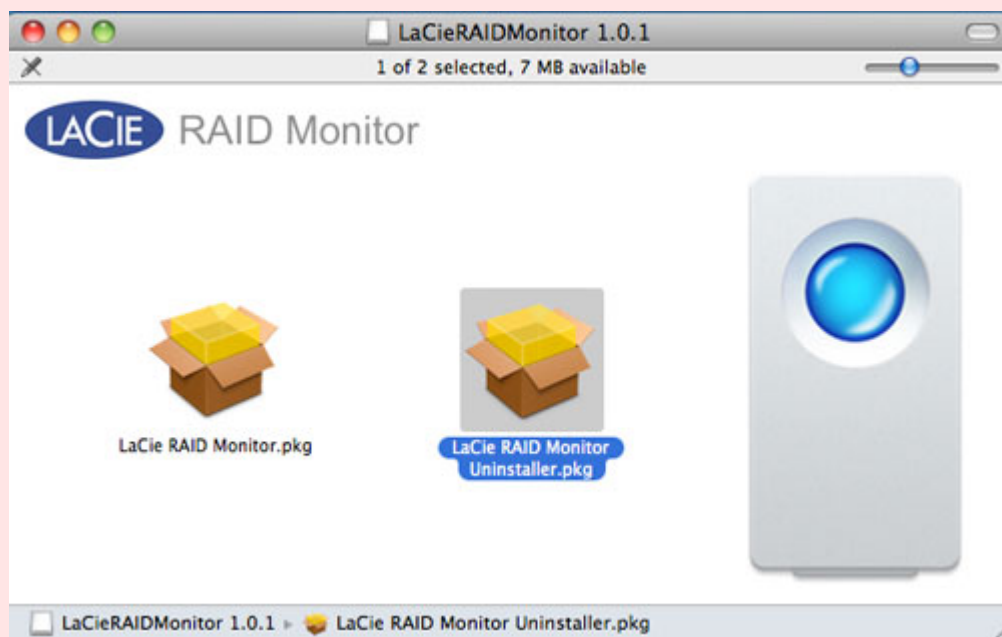 LaCieRAIDMonitor 1.0.1
1 of 2 selected, 7 MB available
LACIE RAID Monitor
LaCie RAID Monitor.pkg
LaCie RAID Monitor
Uninstaller.pkg
LaCieRAIDMonitor 1.0.1 ▸ LaCie RAID Monitor Uninstaller.pkg